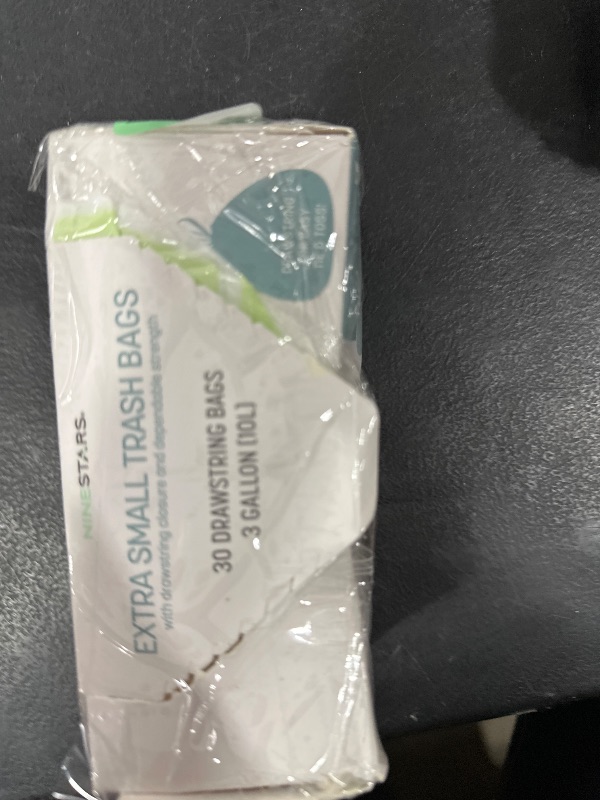 NINESTARS
EXTRA SMALL TRASH BAGS
with drawstring closure and dependable strength
30 DRAWSTRING BAGS
3 GALLON (10L)